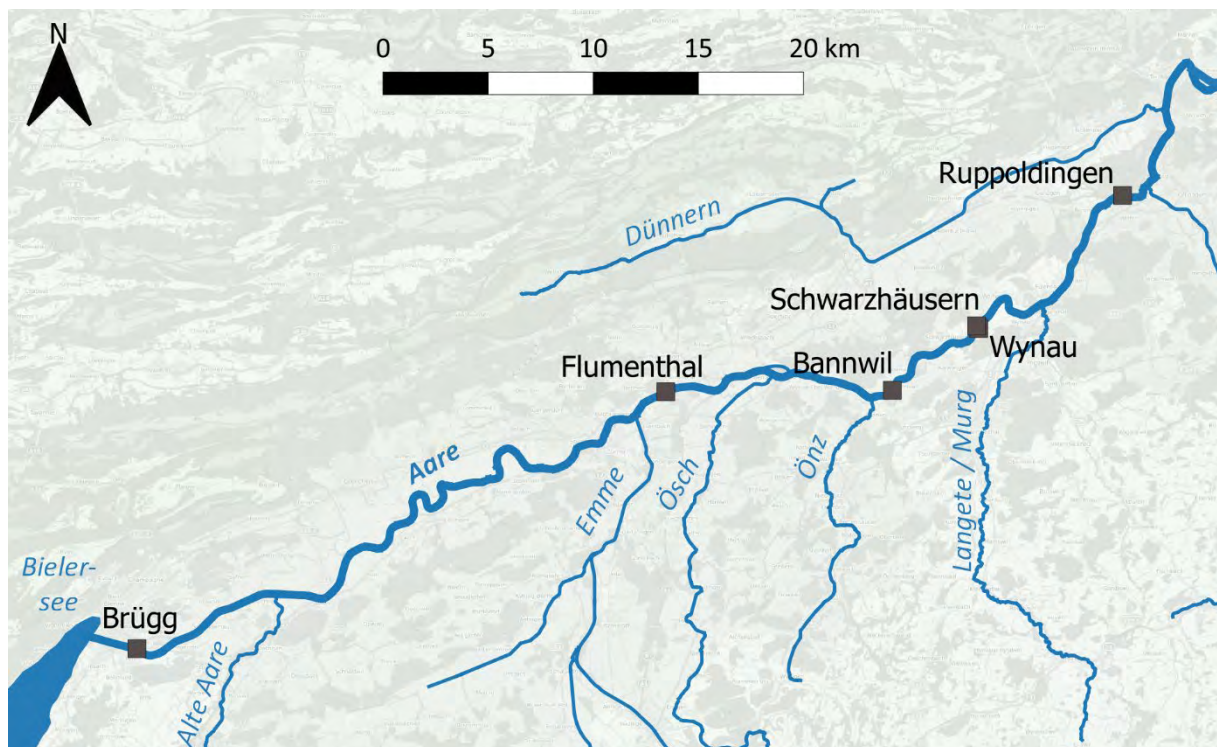 N
0 5 10 15 20 km
Ruppoldingen
Dünnern
Schwarzhäusern
Wynau
Flumenthal
Bannwil
Aare
Emme
Ösch
Önz
Langete / Murg
Bieler-
see
Brügg
Alte Aare